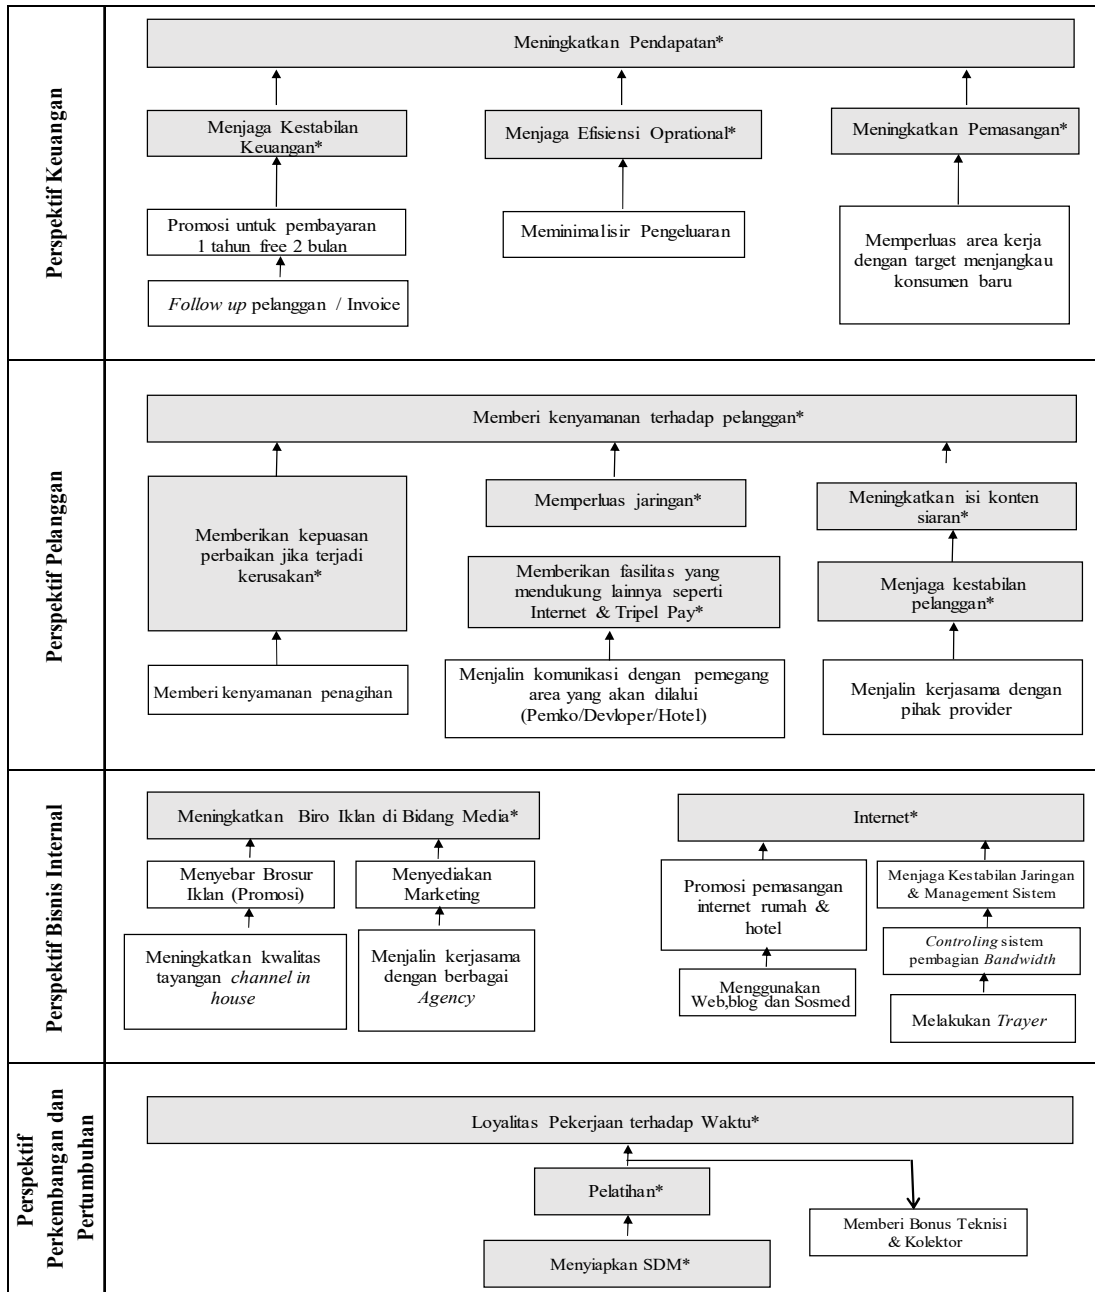 Perspektif Keuangan
Meningkatkan Pendapatan*
Menjaga Kestabilan
Keuangan*
Menjaga Efisiensi Oprational*
Meningkatkan Pemasangan*
Promosi untuk pembayaran
1 tahun free 2 bulan
Meminimalisir Pengeluaran
Memperluas area kerja
dengan target menjangkau
konsumen baru
Follow up pelanggan / Invoice
Perspektif Pelanggan
Memberi kenyamanan terhadap pelanggan*
Memberikan kepuasan
perbaikan jika terjadi
kerusakan*
Memperluas jaringan*
Meningkatkan isi konten
siaran*
Memberikan fasilitas yang
mendukung lainnya seperti
Internet & Tripel Pay*
Menjaga kestabilan
pelanggan*
Memberi kenyamanan penagihan
Menjalin komunikasi dengan pemegang
area yang akan dilalui
(Pemko/Devloper/Hotel)
Menjalin kerjasama dengan
pihak provider
Perspektif Bisnis Internal
Meningkatkan Biro Iklan di Bidang Media*
Internet*
Menyebar Brosur
Iklan (Promosi)
Menyediakan
Marketing
Promosi pemasangan
internet rumah &
hotel
Menjaga Kestabilan Jaringan
& Management Sistem
Meningkatkan kwalitas
tayangan channel in
house
Menjalin kerjasama
dengan berbagai
Agency
Controling sistem
pembagian Bandwidth
Menggunakan
Web,blog dan Sosmed
Melakukan Trayer
Perspektif
Perkembangan dan
Pertumbuhan
Loyalitas Pekerjaan terhadap Waktu*
Pelatihan*
Memberi Bonus Teknisi
& Kolektor
Menyiapkan SDM*